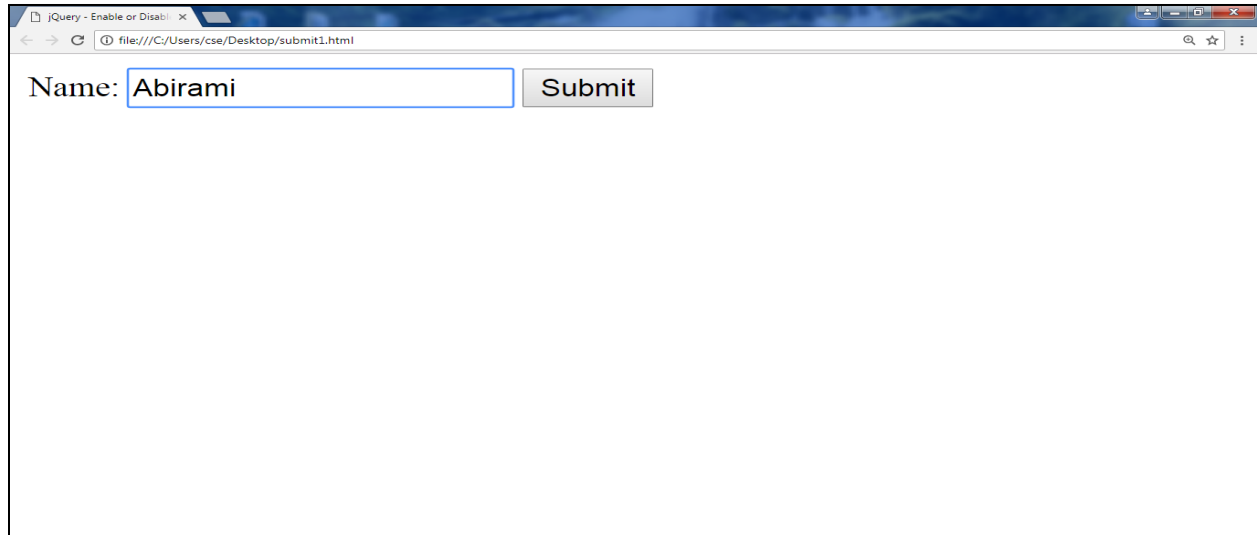 jQuery - Enable or Disabl
file:///C:/Users/cse/Desktop/submit1.html
Name: Abirami Submit